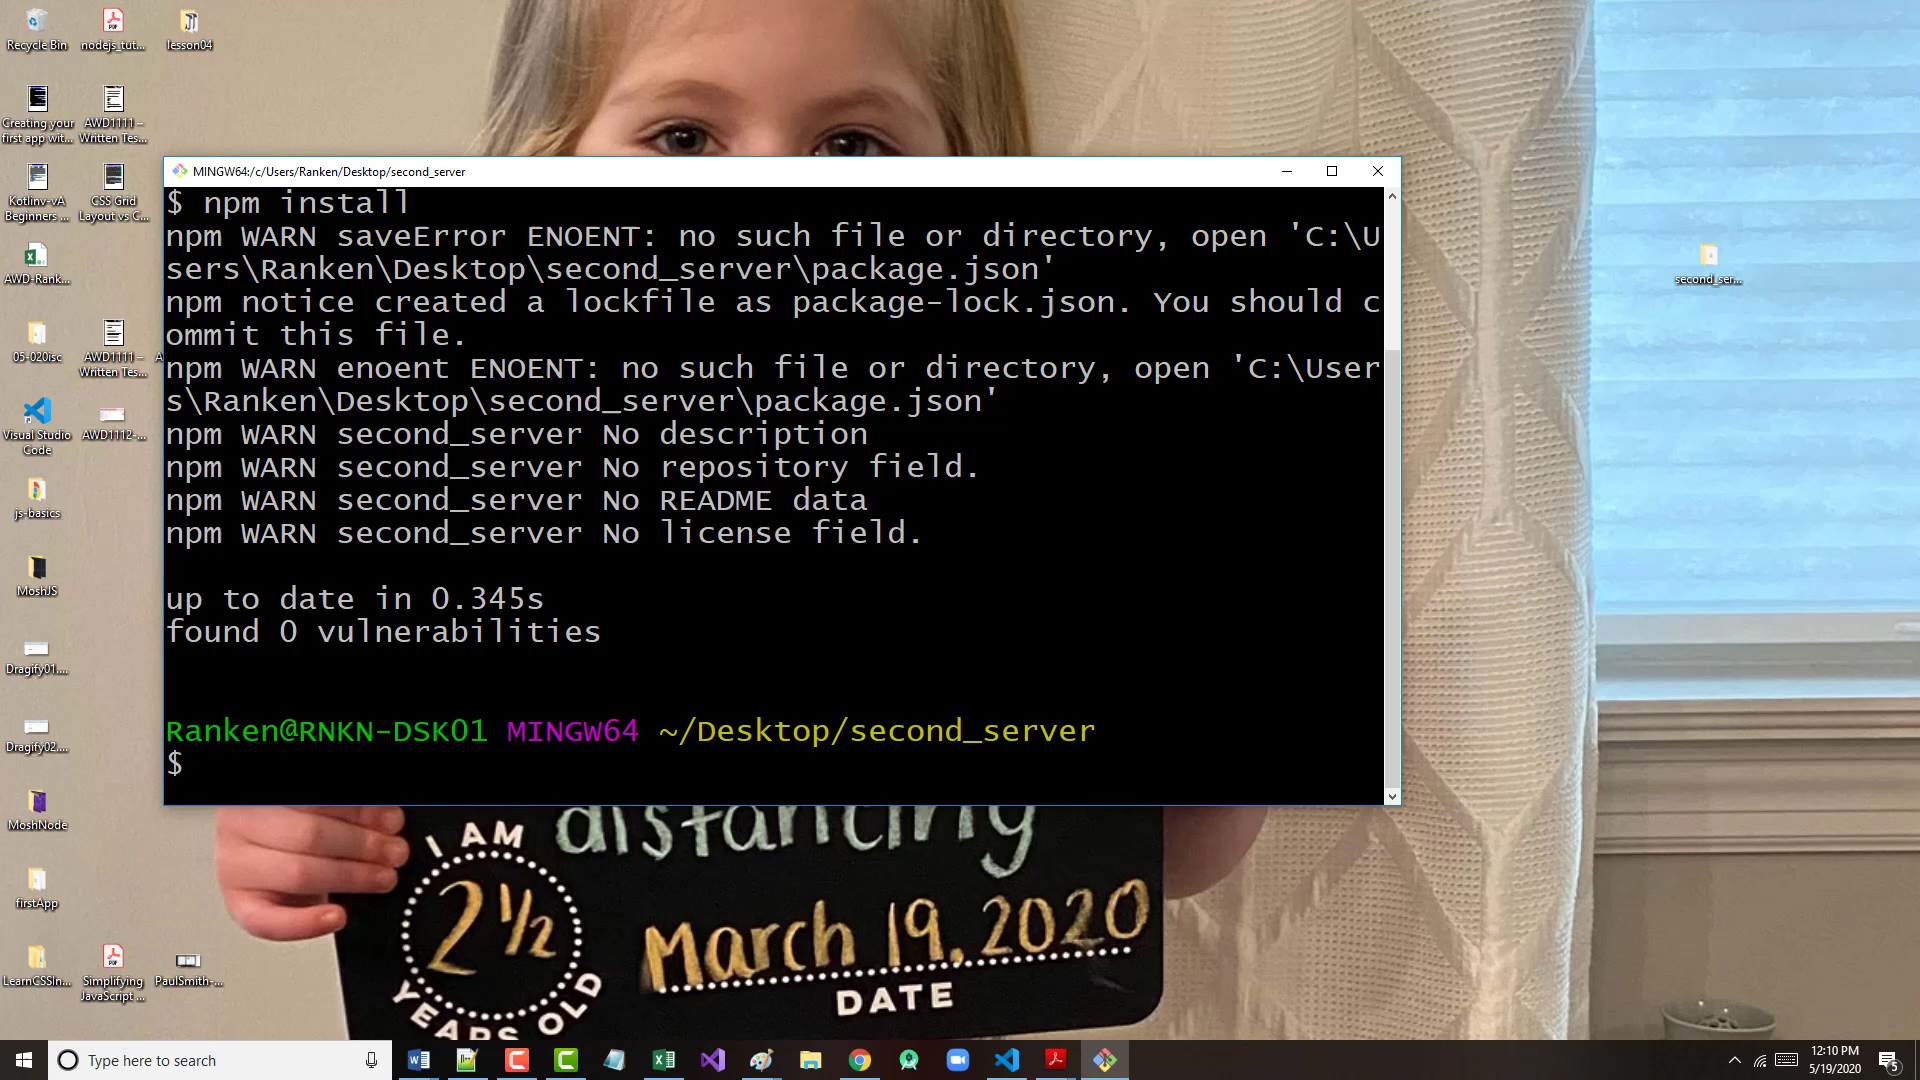 Recycle Bin
nodejs_tut...
lesson04
Creating your
first app wit...
AWD1111 –
Written Tes...
Kotlinv-vA
Beginners ...
CSS Grid
Layout vs C...
AWD-Rank...
05-020isc
AWD1111 –
Written Tes...
Visual Studio
Code
AWD1112-...
js-basics
MoshJS
Dragify01....
Dragify02....
MoshNode
firstApp
LearnCSSIn...
Simplifying
JavaScript ...
PaulSmith-...
second_ser...
MINGW64:/c/Users/Ranken/Desktop/second_server
$ npm install
npm WARN saveError ENOENT: no such file or directory, open 'C:\U
sers\Ranken\Desktop\second_server\package.json'
npm notice created a lockfile as package-lock.json. You should c
ommit this file.
npm WARN enoent ENOENT: no such file or directory, open 'C:\User
s\Ranken\Desktop\second_server\package.json'
npm WARN second_server No description
npm WARN second_server No repository field.
npm WARN second_server No README data
npm WARN second_server No license field.
up to date in 0.345s
found 0 vulnerabilities
Ranken@RNKN-DSK01 MINGW64 ~/Desktop/second_server
$
distancing
I AM
2 1/2
YEARS OLD
March 19, 2020
DATE
Type here to search
12:10 PM
5/19/2020
5